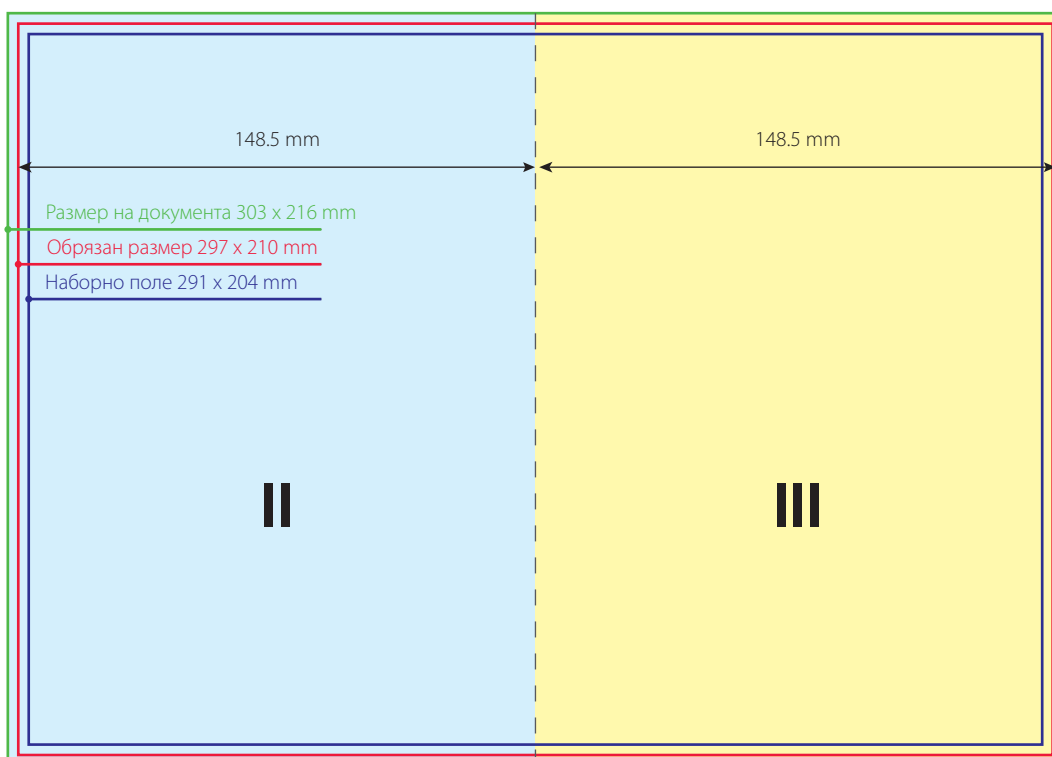 148.5 mm
148.5 mm
Размер на документа 303 x 216 mm
Обрязан размер 297 x 210 mm
Наборно поле 291 x 204 mm
II
III